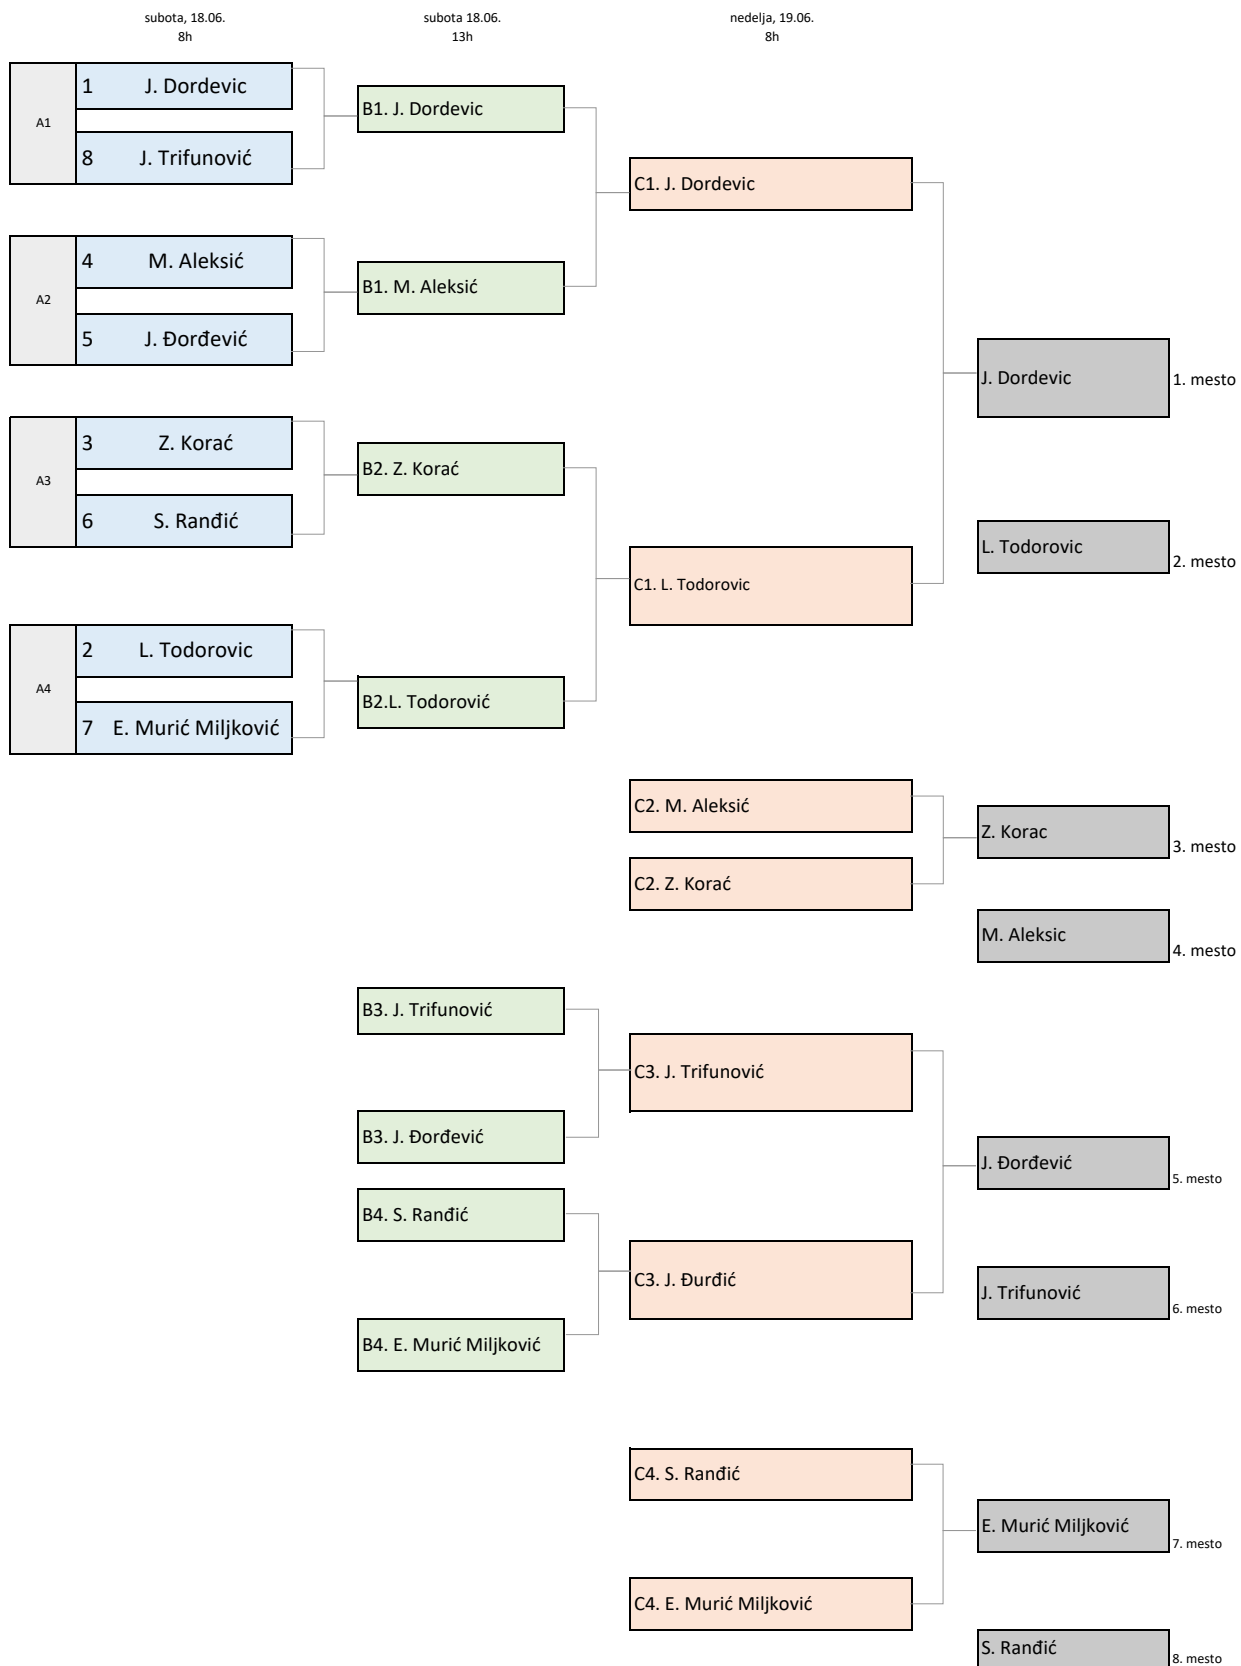 subota, 18.06.
8h
subota 18.06.
13h
nedelja, 19.06.
8h
A1
1 J. Dordevic
8 J. Trifunović
B1. J. Dordevic
C1. J. Dordevic
A2
4 M. Aleksić
5 J. Đorđević
B1. M. Aleksić
J. Dordevic 1. mesto
A3
3 Z. Korać
6 S. Ranđić
B2. Z. Korać
L. Todorovic 2. mesto
C1. L. Todorovic
A4
2 L. Todorovic
7 E. Murić Miljković
B2.L. Todorović
C2. M. Aleksić
C2. Z. Korać
Z. Korac 3. mesto
M. Aleksic 4. mesto
B3. J. Trifunović
B3. J. Đorđević
C3. J. Trifunović
J. Đorđević 5. mesto
B4. S. Ranđić
B4. E. Murić Miljković
C3. J. Đurđić
J. Trifunović 6. mesto
C4. S. Ranđić
C4. E. Murić Miljković
E. Murić Miljković 7. mesto
S. Ranđić 8. mesto